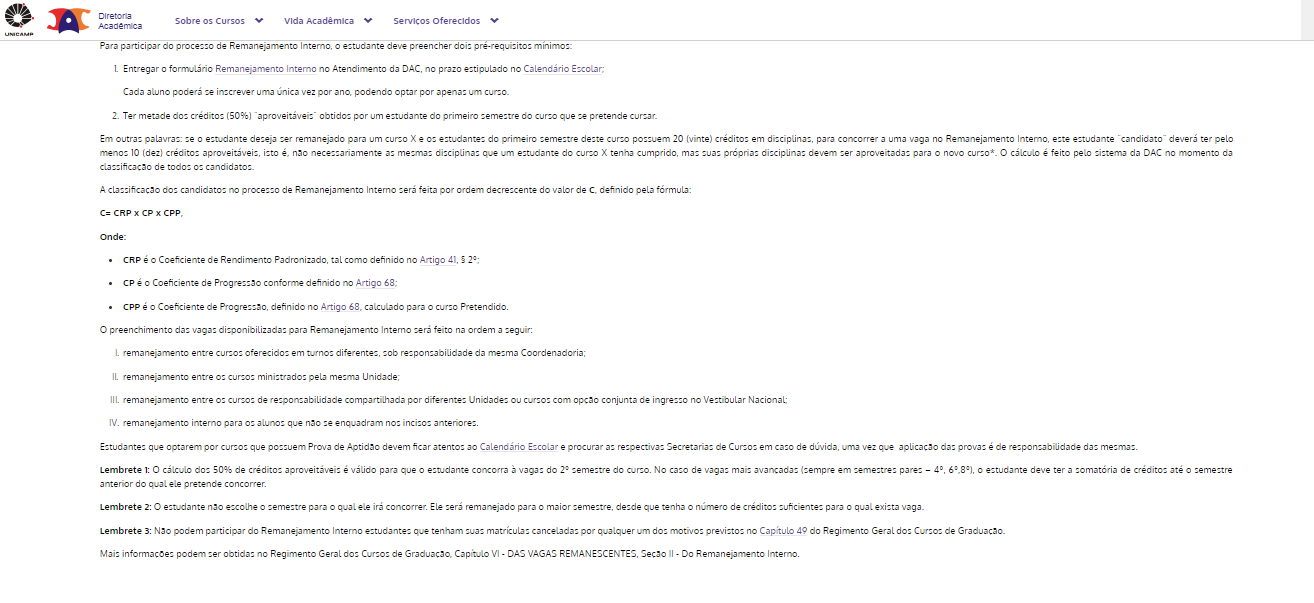 UNICAMP
Diretoria
Acadêmica
Sobre os Cursos
Vida Acadêmica
Serviços Oferecidos
Para participar do processo de Remanejamento Interno, o estudante deve preencher dois pré-requisitos mínimos:
1. Entregar o formulário Remanejamento Interno no Atendimento da DAC, no prazo estipulado no Calendário Escolar;
Cada aluno poderá se inscrever uma única vez por ano, podendo optar por apenas um curso.
2. Ter metade dos créditos (50%) "aproveitáveis" obtidos por um estudante do primeiro semestre do curso que se pretende cursar.
Em outras palavras: se o estudante deseja ser remanejado para um curso X e os estudantes do primeiro semestre deste curso possuem 20 (vinte) créditos em disciplinas, para concorrer a uma vaga no Remanejamento Interno, este estudante "candidato" deverá ter pelo
menos 10 (dez) créditos aproveitáveis, isto é, não necessariamente as mesmas disciplinas que um estudante do curso X tenha cumprido, mas suas próprias disciplinas devem ser aproveitadas para o novo curso*. O cálculo é feito pelo sistema da DAC no momento da
classificação de todos os candidatos.
A classificação dos candidatos no processo de Remanejamento Interno será feita por ordem decrescente do valor de C, definido pela fórmula:
C= CRP x CP x CPP,
Onde:
• CRP é o Coeficiente de Rendimento Padronizado, tal como definido no Artigo 41, § 2º;
• CP é o Coeficiente de Progressão conforme definido no Artigo 68;
• CPP é o Coeficiente de Progressão, definido no Artigo 68, calculado para o curso Pretendido.
O preenchimento das vagas disponibilizadas para Remanejamento Interno será feito na ordem a seguir:
I. remanejamento entre cursos oferecidos em turnos diferentes, sob responsabilidade da mesma Coordenadoria;
II. remanejamento entre os cursos ministrados pela mesma Unidade;
III. remanejamento entre os cursos de responsabilidade compartilhada por diferentes Unidades ou cursos com opção conjunta de ingresso no Vestibular Nacional;
IV. remanejamento interno para os alunos que não se enquadram nos incisos anteriores.
Estudantes que optarem por cursos que possuem Prova de Aptidão devem ficar atentos ao Calendário Escolar e procurar as respectivas Secretarias de Cursos em caso de dúvida, uma vez que aplicação das provas é de responsabilidade das mesmas.
Lembrete 1: O cálculo dos 50% de créditos aproveitáveis é válido para que o estudante concorra à vagas do 2º semestre do curso. No caso de vagas mais avançadas (sempre em semestres pares – 4º, 6º,8º), o estudante deve ter a somatória de créditos até o semestre
anterior do qual ele pretende concorrer.
Lembrete 2: O estudante não escolhe o semestre para o qual ele irá concorrer. Ele será remanejado para o maior semestre, desde que tenha o número de créditos suficientes para o qual exista vaga.
Lembrete 3: Não podem participar do Remanejamento Interno estudantes que tenham suas matrículas canceladas por qualquer um dos motivos previstos no Capítulo 49 do Regimento Geral dos Cursos de Graduação.
Mais informações podem ser obtidas no Regimento Geral dos Cursos de Graduação, Capítulo VI - DAS VAGAS REMANESCENTES, Seção II - Do Remanejamento Interno.